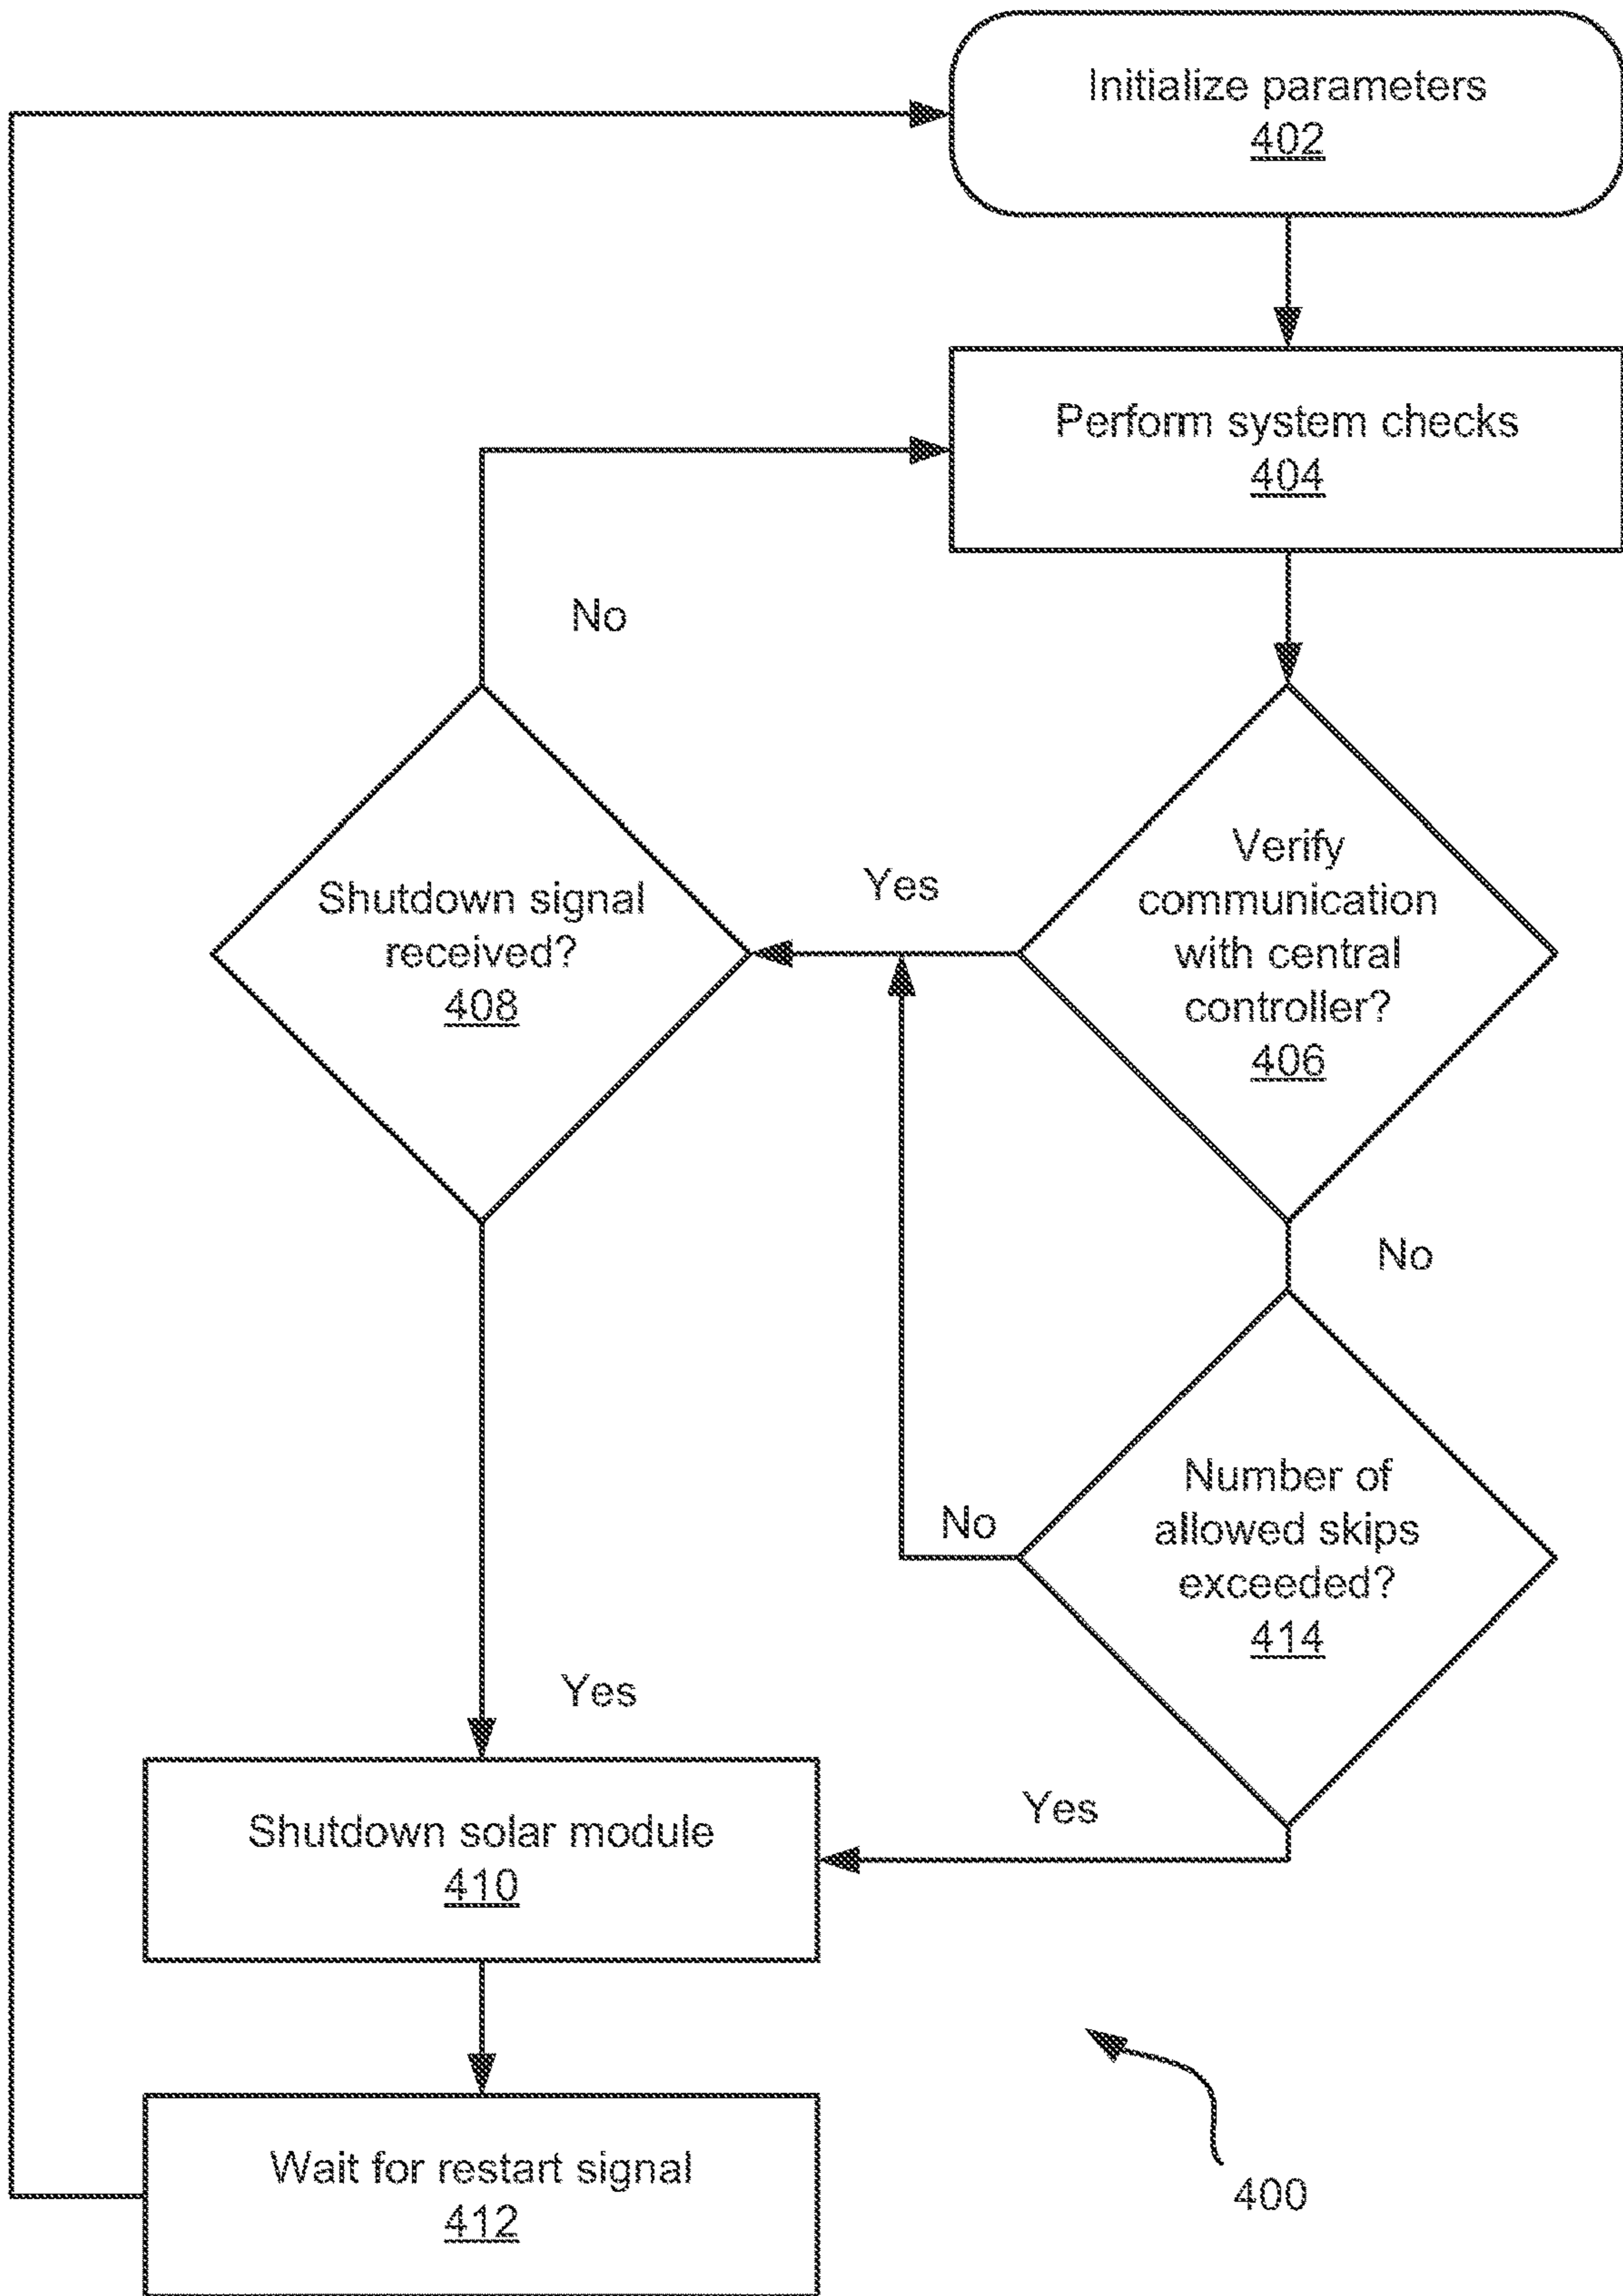 Initialize parameters
402
Perform system checks
404
No
Verify
communication
with central
controller?
406
Yes
Shutdown signal
received?
408
No
Number of
allowed skips
exceeded?
414
No
Yes
Yes
Shutdown solar module
410
Wait for restart signal
412
400